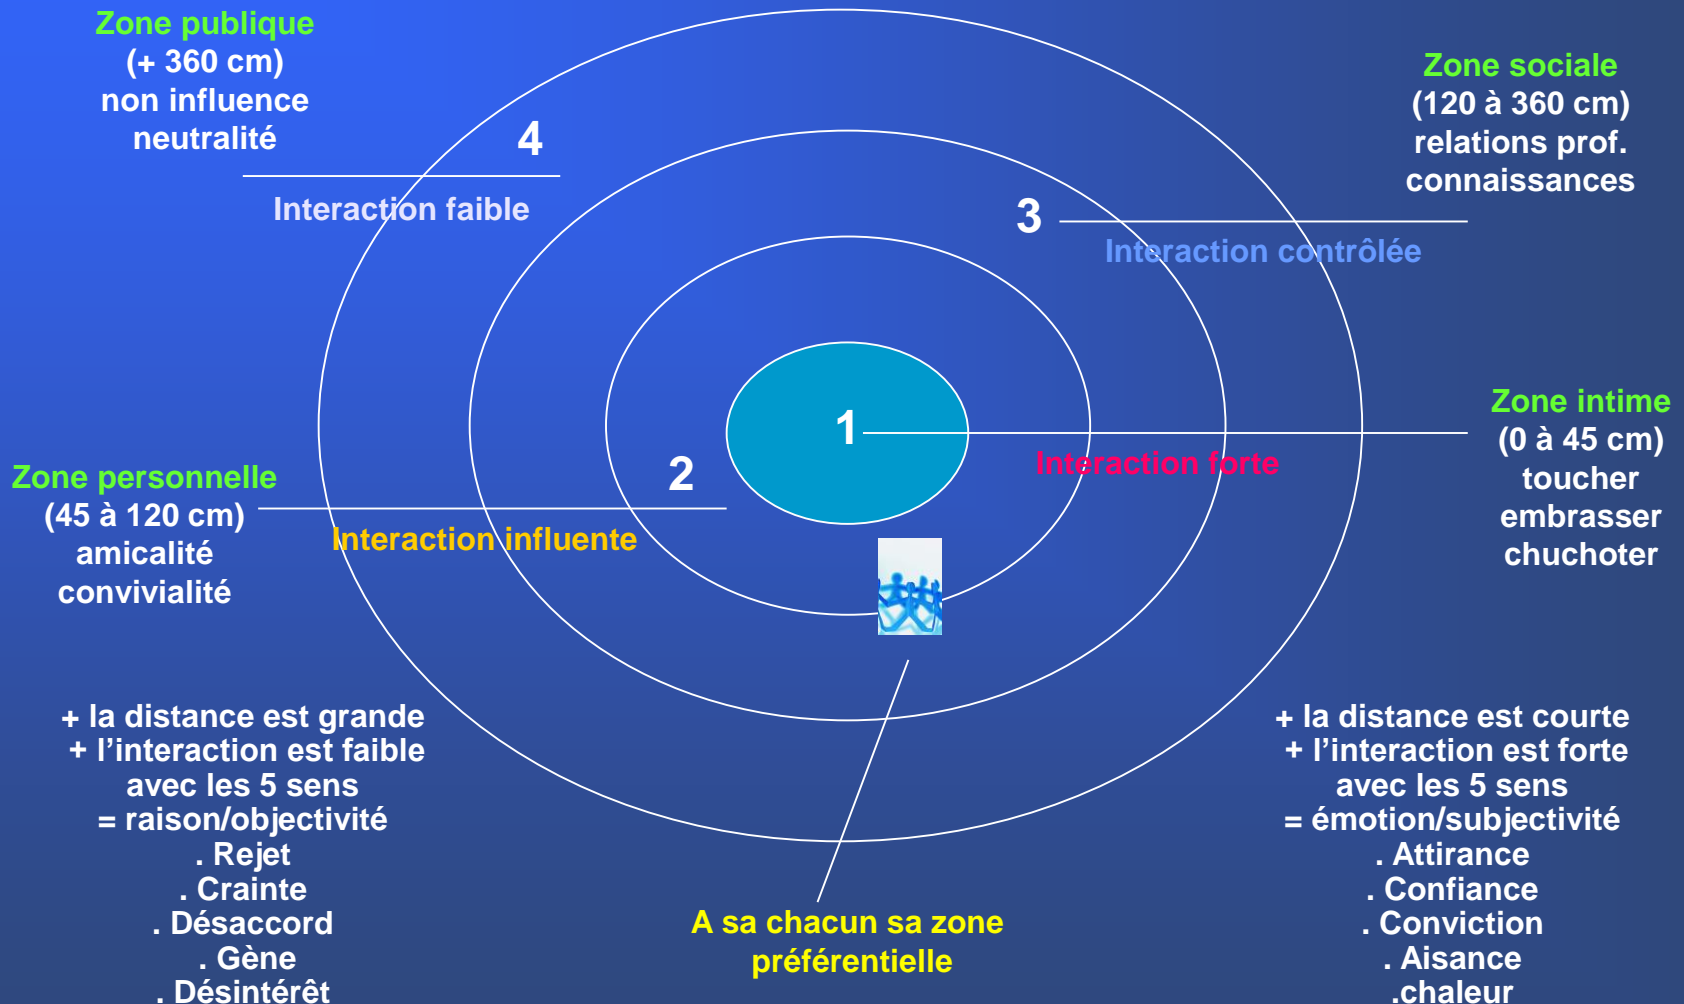 Zone publique
(+ 360 cm)
non influence
neutralité
4
Interaction faible
Zone sociale
(120 à 360 cm)
relations prof.
connaissances
3
Interaction contrôlée
Zone intime
(0 à 45 cm)
toucher
embrasser
chuchoter
1
Interaction forte
Zone personnelle
(45 à 120 cm)
amicalité
convivialité
2
Interaction influente
+ la distance est grande
+ l’interaction est faible
avec les 5 sens
= raison/objectivité
. Rejet
. Crainte
. Désaccord
. Gène
. Désintérêt
A sa chacun sa zone
préférentielle
+ la distance est courte
+ l’interaction est forte
avec les 5 sens
= émotion/subjectivité
. Attirance
. Confiance
. Conviction
. Aisance
.chaleur